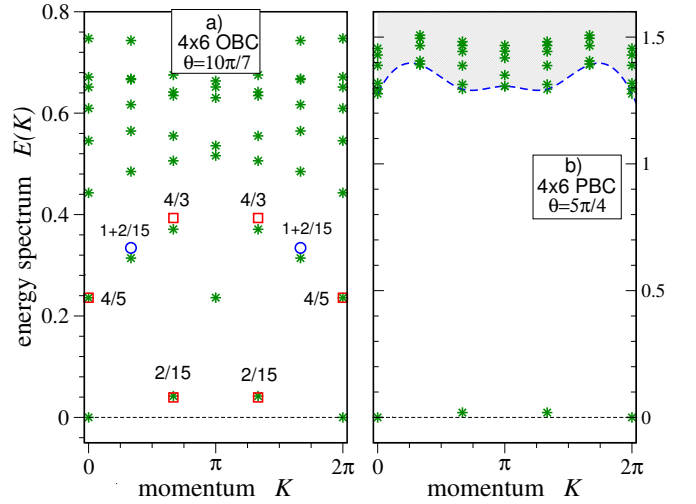 a)
4x6 OBC
θ=10π/7
energy spectrum E(K)
0.8
0.6
0.4
0.2
0
4/3
4/3
1+2/15
1+2/15
4/5
4/5
2/15
2/15
0
π
2π
momentum K
b)
4x6 PBC
θ=5π/4
1.5
1
0.5
0
0
π
2π
momentum K